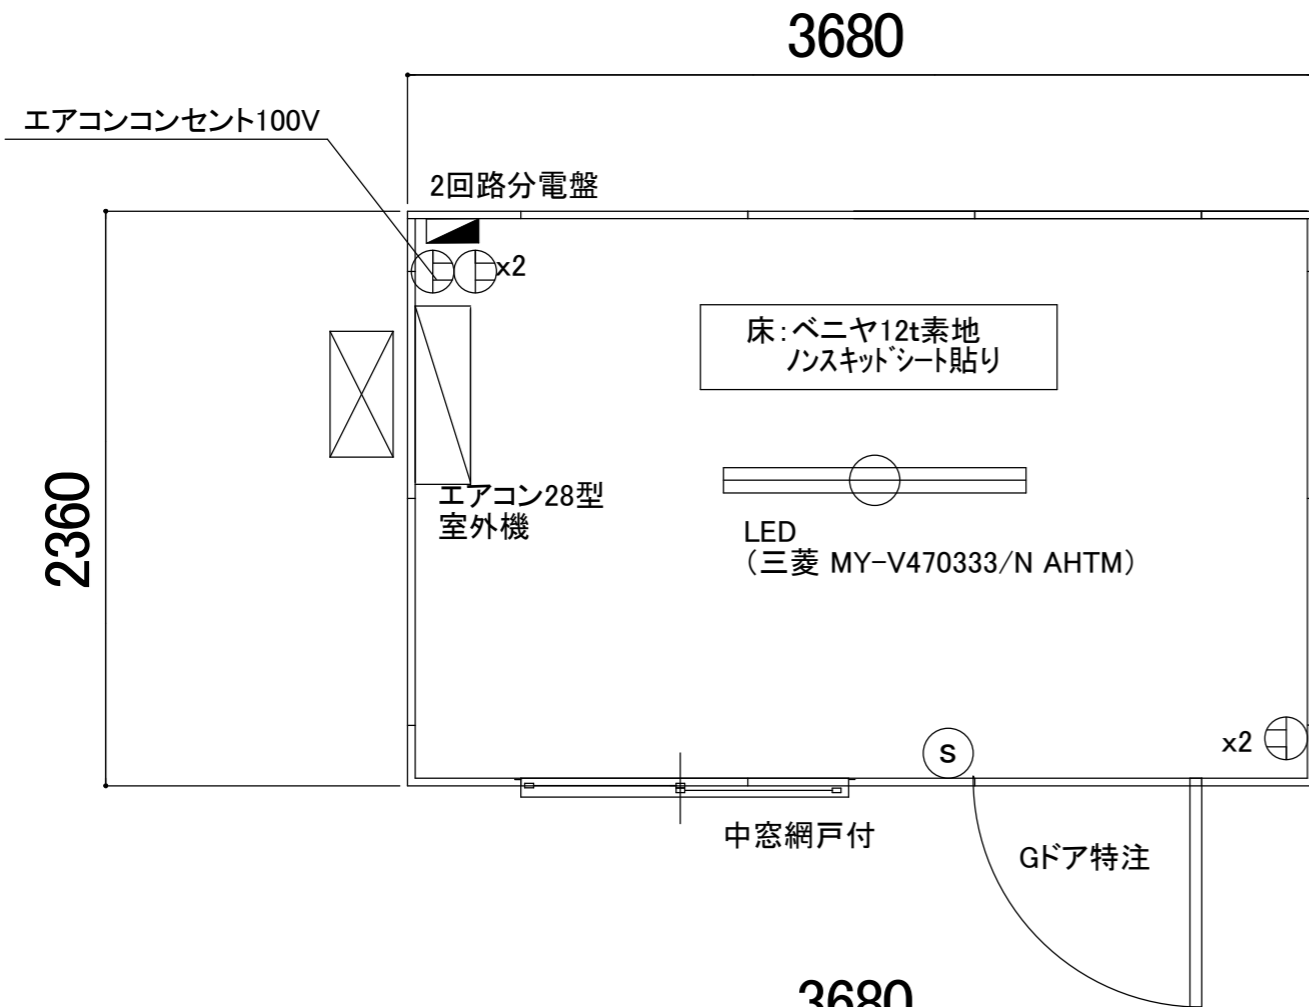 3680
エアコンコンセント100V
2回路分電盤
x2
床:ベニヤ12t素地
ノンスキッドシート貼り
2360
エアコン28型
室外機
LED
(三菱 MY-V470333/N AHTM)
x2
S
中窓網戸付
Gドア特注
3680